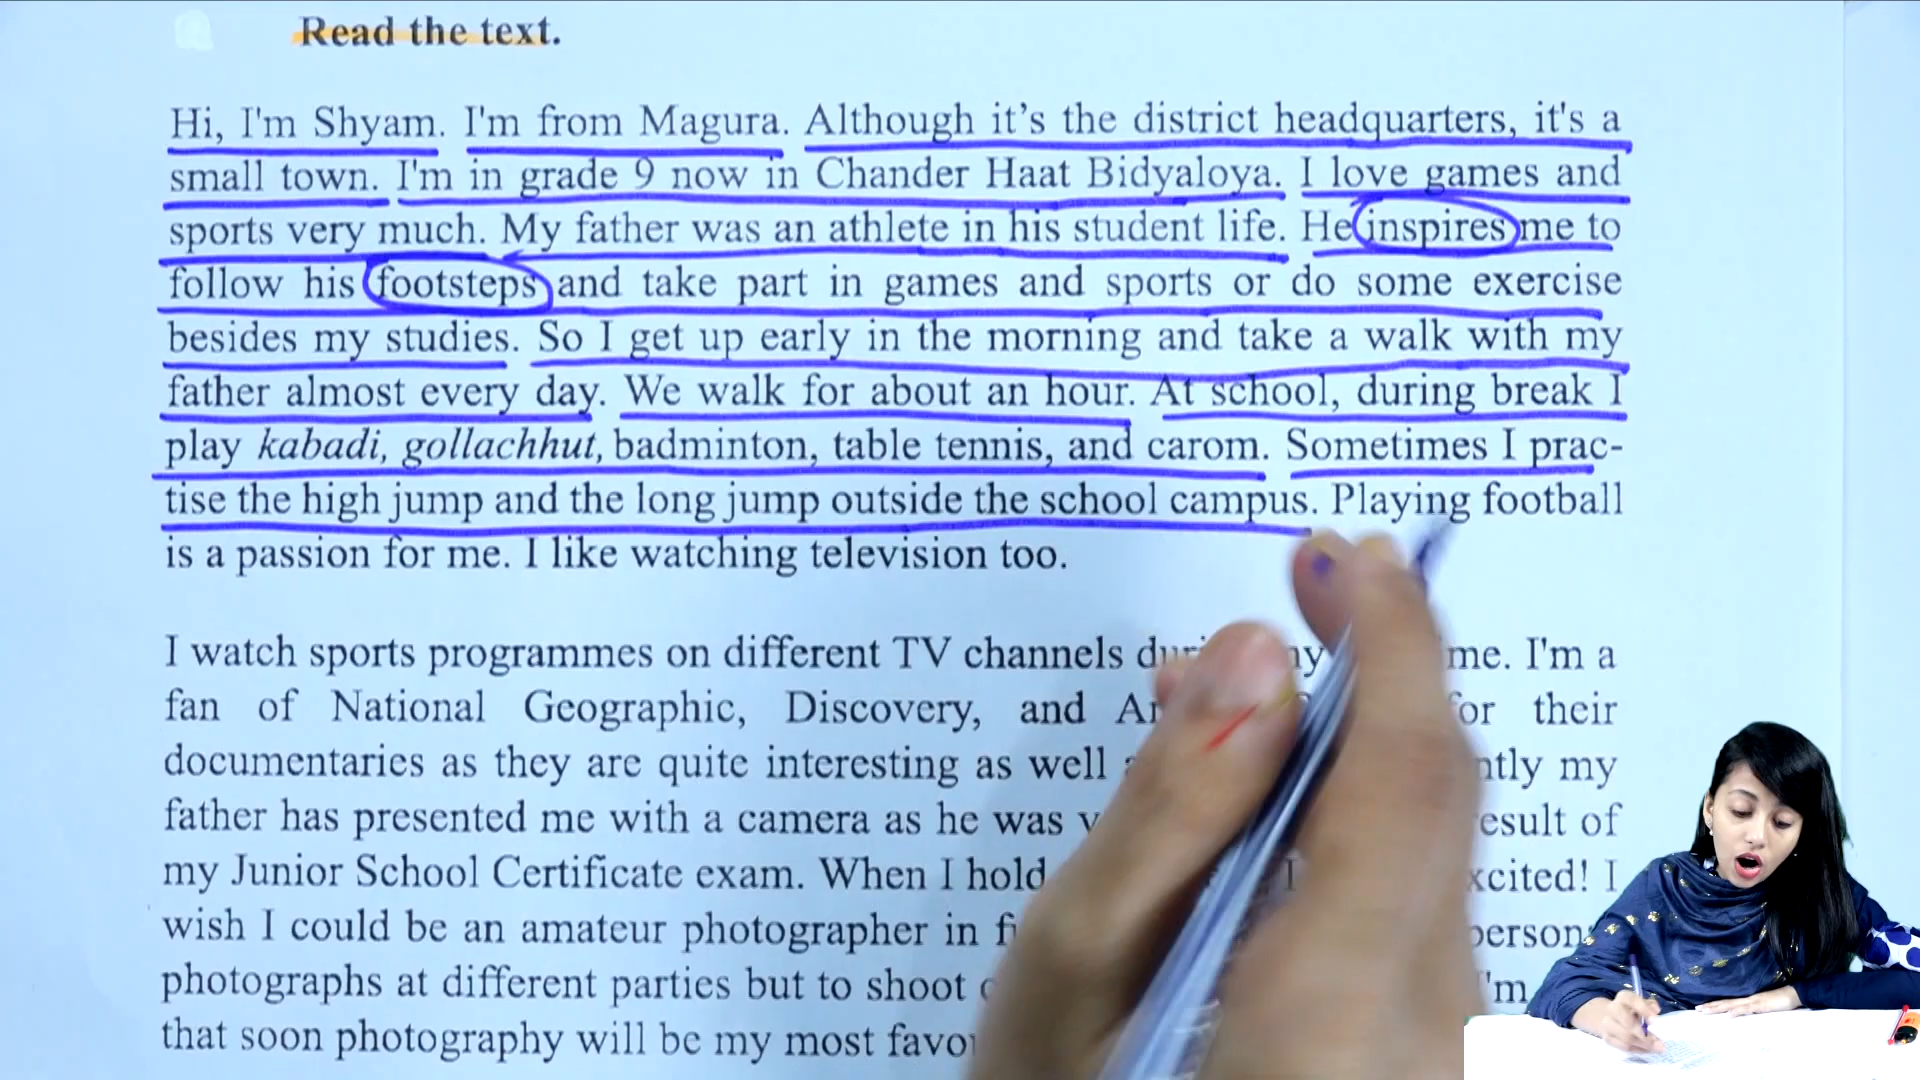 Read the text.
Hi, I'm Shyam. I'm from Magura. Although it’s the district headquarters, it's a
small town. I'm in grade 9 now in Chander Haat Bidyaloya. I love games and
sports very much. My father was an athlete in his student life. He inspires me to
follow his footsteps and take part in games and sports or do some exercise
besides my studies. So I get up early in the morning and take a walk with my
father almost every day. We walk for about an hour. At school, during break I
play kabadi, gollachhut, badminton, table tennis, and carom. Sometimes I prac-
tise the high jump and the long jump outside the school campus. Playing football
is a passion for me. I like watching television too.
I watch sports programmes on different TV channels me. I'm a
fan of National Geographic, Discovery, and for their
documentaries as they are quite interesting as well my
father has presented me with a camera as he was result of
my Junior School Certificate exam. When I hold I excited! I
wish I could be an amateur photographer in person
photographs at different parties but to shoot I'm
that soon photography will be my most